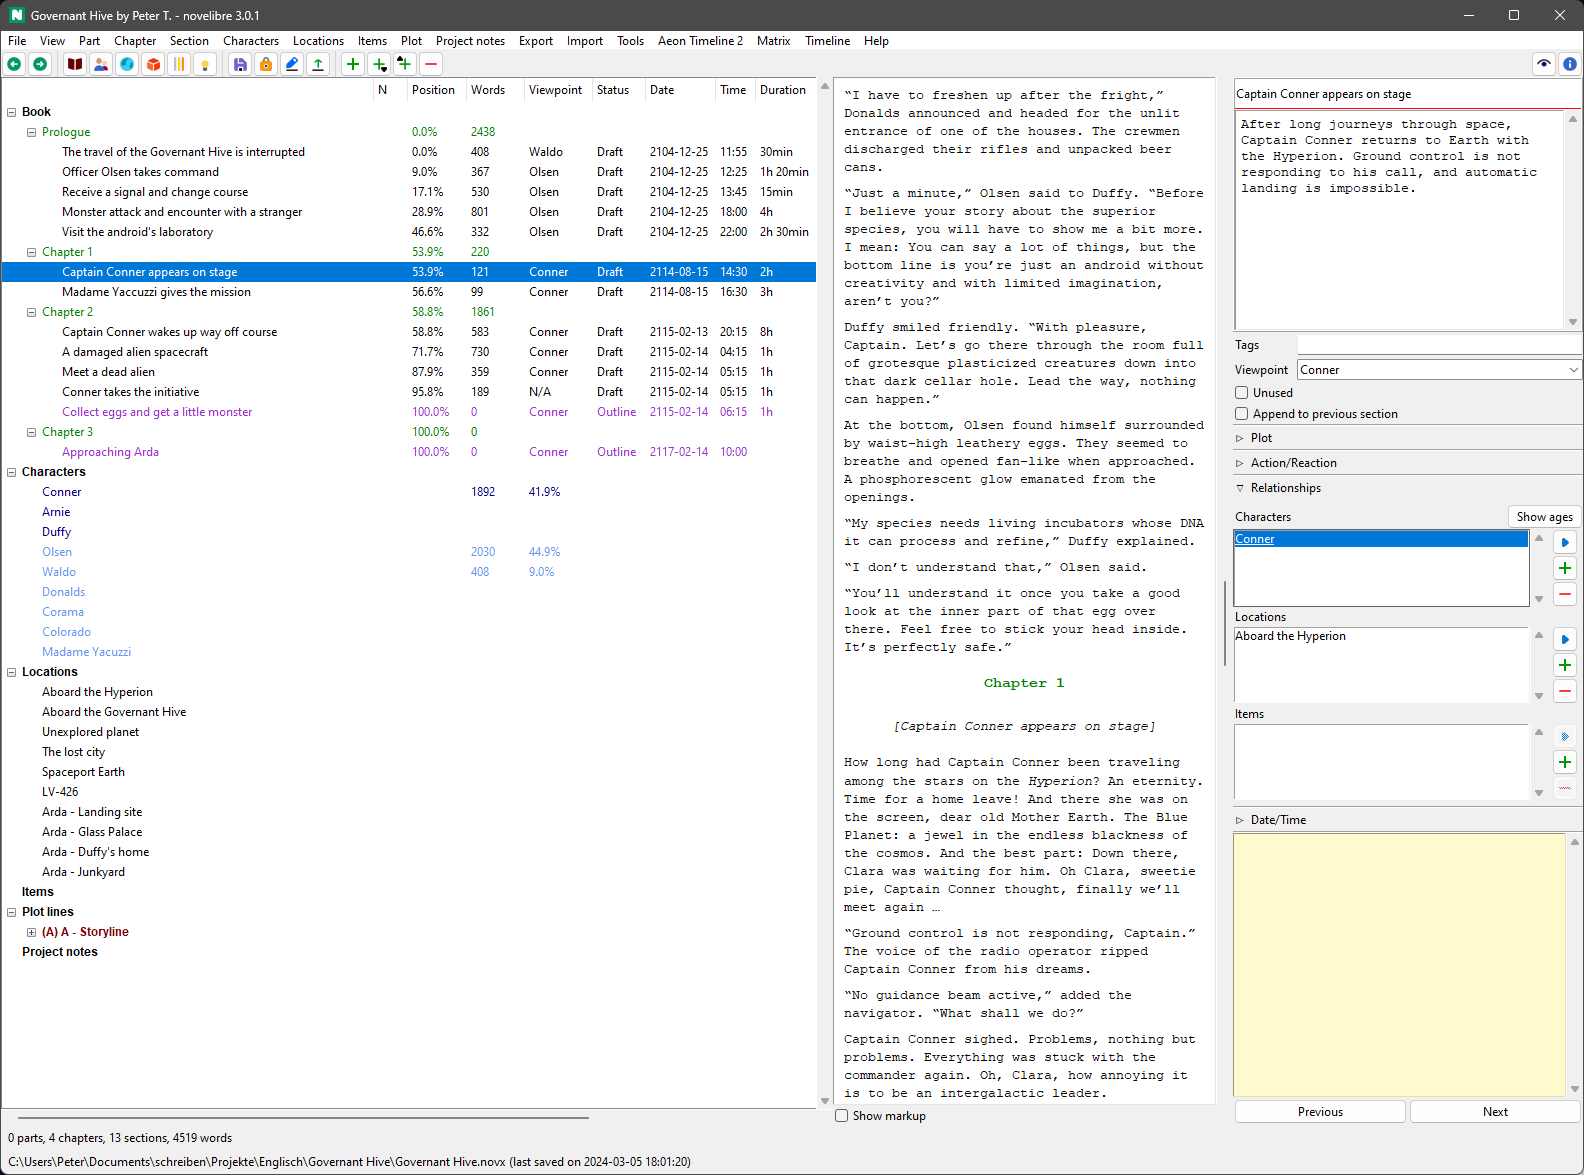 Governant Hive by Peter T. - novelibre 3.0.1
File View Part Chapter Section Characters Locations Items Plot Project notes Export Import Tools Aeon Timeline 2 Matrix Timeline Help
N Position Words Viewpoint Status Date Time Duration
Book
Prologue 0.0% 2438
The travel of the Governant Hive is interrupted 0.0% 408 Waldo Draft 2104-12-25 11:55 30min
Officer Olsen takes command 9.0% 367 Olsen Draft 2104-12-25 12:25 1h 20min
Receive a signal and change course 17.1% 530 Olsen Draft 2104-12-25 13:45 15min
Monster attack and encounter with a stranger 28.9% 801 Olsen Draft 2104-12-25 18:00 4h
Visit the android's laboratory 46.6% 332 Olsen Draft 2104-12-25 22:00 2h 30min
Chapter 1 53.9% 220
Captain Conner appears on stage 53.9% 121 Conner Draft 2114-08-15 14:30 2h
Madame Yaccuzzi gives the mission 56.6% 99 Conner Draft 2114-08-15 16:30 3h
Chapter 2 58.8% 1861
Captain Conner wakes up way off course 58.8% 583 Conner Draft 2115-02-13 20:15 8h
A damaged alien spacecraft 71.7% 730 Conner Draft 2115-02-14 04:15 1h
Meet a dead alien 87.9% 359 Conner Draft 2115-02-14 05:15 1h
Conner takes the initiative 95.8% 189 N/A Draft 2115-02-14 05:15 1h
Collect eggs and get a little monster 100.0% 0 Conner Outline 2115-02-14 06:15 1h
Chapter 3 100.0% 0
Approaching Arda 100.0% 0 Conner Outline 2117-02-14 10:00
Characters
Conner 1892 41.9%
Arnie
Duffy
Olsen 2030 44.9%
Waldo 408 9.0%
Donalds
Corama
Colorado
Madame Yacuzzi
Locations
Aboard the Hyperion
Aboard the Governant Hive
Unexplored planet
The lost city
Spaceport Earth
LV-426
Arda - Landing site
Arda - Glass Palace
Arda - Duffy's home
Arda - Junkyard
Items
Plot lines
(A) A - Storyline
Project notes
“I have to freshen up after the fright,”
Donalds announced and headed for the unlit
entrance of one of the houses. The crewmen
discharged their rifles and unpacked beer
cans.
“Just a minute,” Olsen said to Duffy. “Before
I believe your story about the superior
species, you will have to show me a bit more.
I mean: You can say a lot of things, but the
bottom line is you’re just an android without
creativity and with limited imagination,
aren’t you?”
Duffy smiled friendly. “With pleasure,
Captain. Let’s go there through the room full
of grotesque plasticized creatures down into
that dark cellar hole. Lead the way, nothing
can happen.”
At the bottom, Olsen found himself surrounded
by waist-high leathery eggs. They seemed to
breathe and opened fan-like when approached.
A phosphorescent glow emanated from the
openings.
“My species needs living incubators whose DNA
it can process and refine,” Duffy explained.
“I don’t understand that,” Olsen said.
“You’ll understand it once you take a good
look at the inner part of that egg over
there. Feel free to stick your head inside.
It’s perfectly safe.”
Chapter 1
[Captain Conner appears on stage]
How long had Captain Conner been traveling
among the stars on the Hyperion? An eternity.
Time for a home leave! And there she was on
the screen, dear old Mother Earth. The Blue
Planet: a jewel in the endless blackness of
the cosmos. And the best part: Down there,
Clara was waiting for him. Oh Clara, sweetie
pie, Captain Conner thought, finally we’ll
meet again …
“Ground control is not responding, Captain.”
The voice of the radio operator ripped
Captain Conner from his dreams.
“No guidance beam active,” added the
navigator. “What shall we do?”
Captain Conner sighed. Problems, nothing but
problems. Everything was stuck with the
commander again. Oh, Clara, how annoying it
is to be an intergalactic leader.
Show markup
Captain Conner appears on stage
After long journeys through space,
Captain Conner returns to Earth with
the Hyperion. Ground control is not
responding to his call, and automatic
landing is impossible.
Tags
Viewpoint Conner
Unused
Append to previous section
Plot
Action/Reaction
Relationships
Characters Show ages
Conner
Locations
Aboard the Hyperion
Items
Date/Time
Previous Next
0 parts, 4 chapters, 13 sections, 4519 words
C:\Users\Peter\Documents\schreiben\Projekte\Englisch\Governant Hive\Governant Hive.novx (last saved on 2024-03-05 18:01:20)